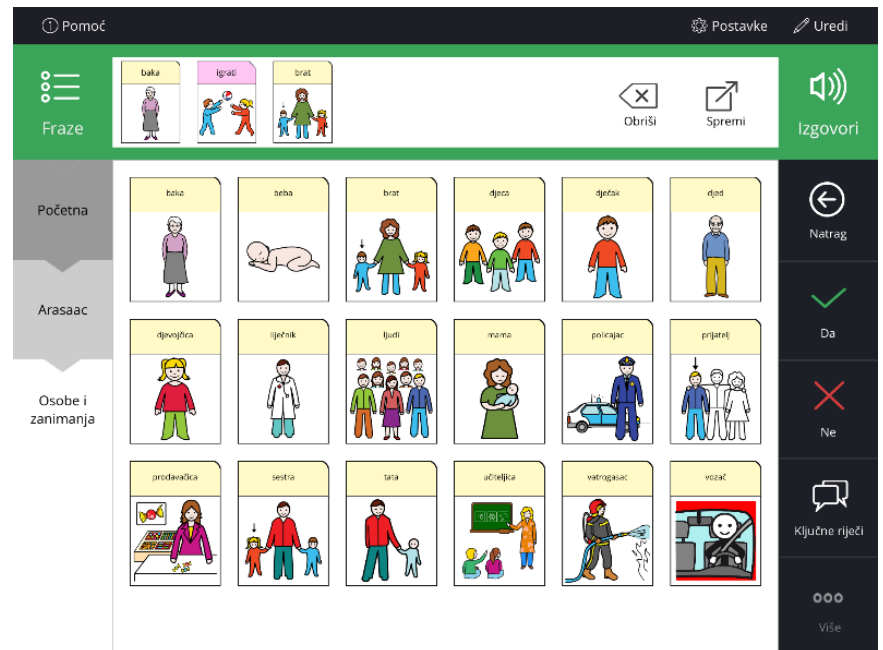 Pomoć
Postavke
Uredi
Fraze
baka
igrati
brat
Obriši
Spremi
Izgovori
Početna
Arasaac
Osobe i
zanimanja
baka
beba
brat
djeca
dječak
djed
djevojčica
liječnik
ljudi
mama
policajac
prijatelj
prodavačica
sestra
tata
učiteljica
vatrogasac
vozač
Natrag
Da
Ne
Ključne riječi
Više